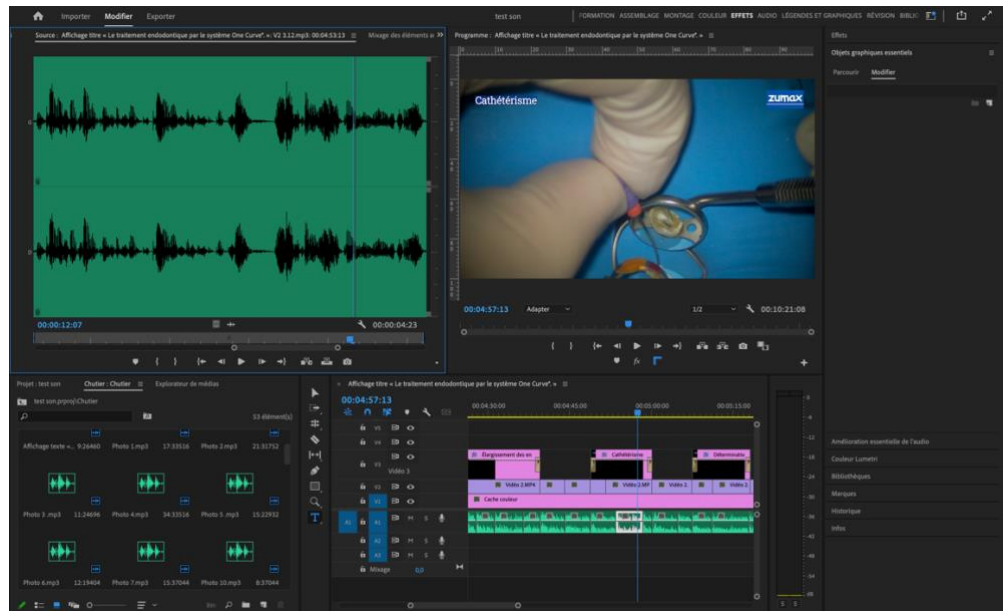 Importer Modifier Exporter
test son
FORMATION ASSEMBLAGE MONTAGE COULEUR EFFETS AUDIO LÉGENDES ET GRAPHIQUES RÉVISION
Source : Affichage titre « Le traitement endodontique par le système One Curve". »: V2 3.12.mp3: 00:04:53:13
Mixage des éléments a
00:00:12:07
00:00:04:23
Programme : Affichage titre « Le traitement endodontique par le système One Curve". »
Cathétérisme
zumax
00:04:57:13 Adapter 1/2 00:10:21:08
Effets
Objets graphiques essentiels
Parcourir Modifier
Amélioration essentielle de l'audio
Couleur Lumetri
Bibliothèques
Marques
Historique
Infos
Projet : test son Chutier : Chutier Explorateur de médias
test son.prproj\Chutier
53 élément(s)
Affichage texte «... 9:26460 Photo 1.mp3 17:33516 Photo 2.mp3 21:31752
Photo 3 .mp3 11:24696 Photo 4.mp3 34:33516 Photo 5 .mp3 15:22932
Photo 6.mp3 12:19404 Photo 7.mp3 15:37044 Photo 10.mp3 8:37044
Affichage titre « Le traitement endodontique par le système One Curve". »
00:04:57:13
00:04:30:00 00:04:45:00 00:05:00:00 00:05:15:00
V5
V4
V3
Vidéo 3
V2
V1 V1
A1 A1 M S
A2 M S
A3 M S
Mixage 0,0
Élargissement des en Cathétérisme Déterminatio
Vidéo 2.MP4 Vidéo 2.MP Vidéo 2. Vidéo 2.
Cache couleur
S S